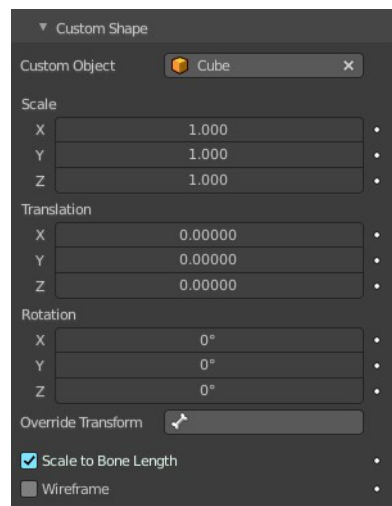 Custom Shape
Custom Object Cube
Scale
X 1.000
Y 1.000
Z 1.000
Translation
X 0.00000
Y 0.00000
Z 0.00000
Rotation
X 0°
Y 0°
Z 0°
Override Transform
Scale to Bone Length
Wireframe